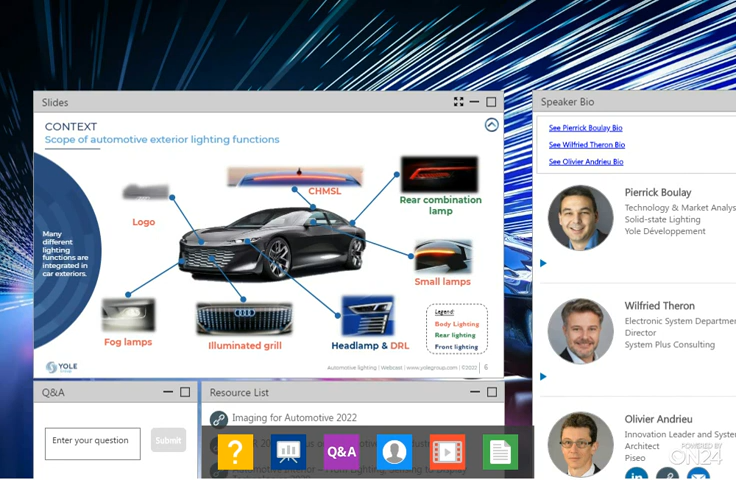 Slides
CONTEXT
Scope of automotive exterior lighting functions
Many
different
lighting
functions are
integrated in
car exteriors.
Logo
CHMSL
Rear combination
lamp
Small lamps
Fog lamps
Illuminated grill
Headlamp & DRL
Legend:
Body Lighting
Rear lighting
Front lighting
YOLE
Automotive lighting | Webcast | www.yolegroup.com | ©2022 | 6
Speaker Bio
See Pierrick Boulay Bio
See Wilfried Theron Bio
See Olivier Andrieu Bio
Pierrick Boulay
Technology & Market Analys
Solid-state Lighting
Yole Développement
Wilfried Theron
Electronic System Departme
Director
System Plus Consulting
Olivier Andrieu
Innovation Leader and Syste
Architect
Piseo
POWERED BY
ON24
Q&A
Enter your question
Submit
Resource List
Imaging for Automotive 2022
?
Q&A
in